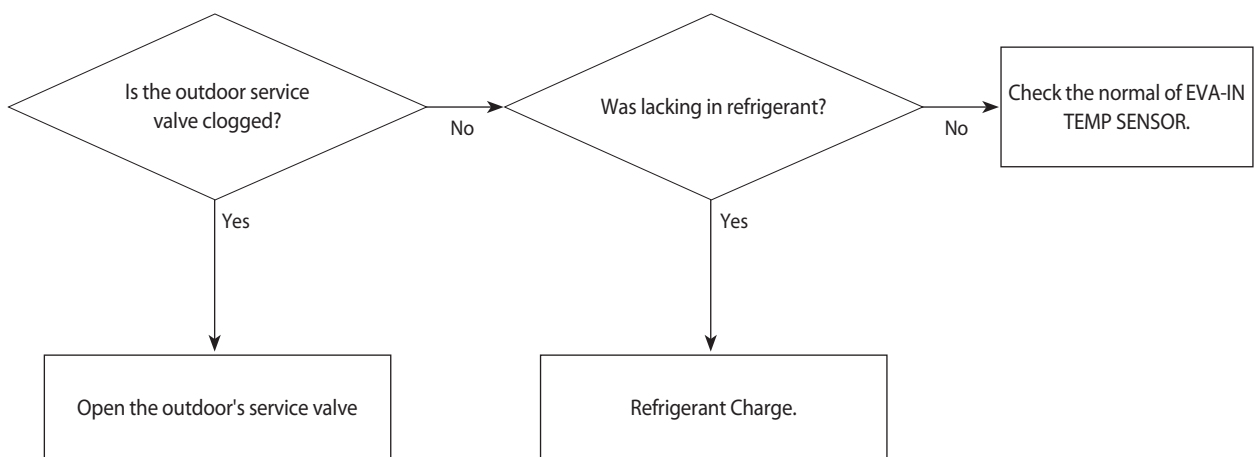 Is the outdoor service
valve clogged?
No
Was lacking in refrigerant?
No
Check the normal of EVA-IN
TEMP SENSOR.
Yes
Yes
Open the outdoor's service valve
Refrigerant Charge.